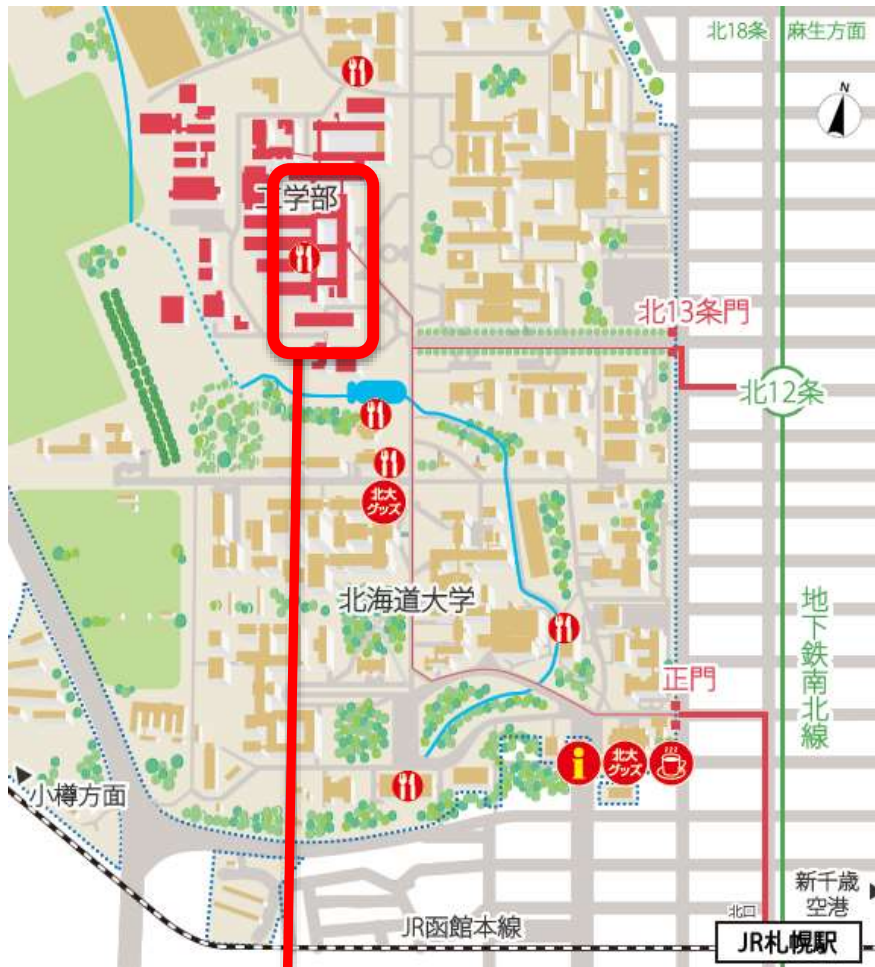 北18条 麻生方面
N
工学部
北13条門
北12条
北大
グッズ
北海道大学
地下鉄南北線
正門
i
北大
グッズ
小樽方面
新千歳
空港
北口
JR函館本線
JR札幌駅